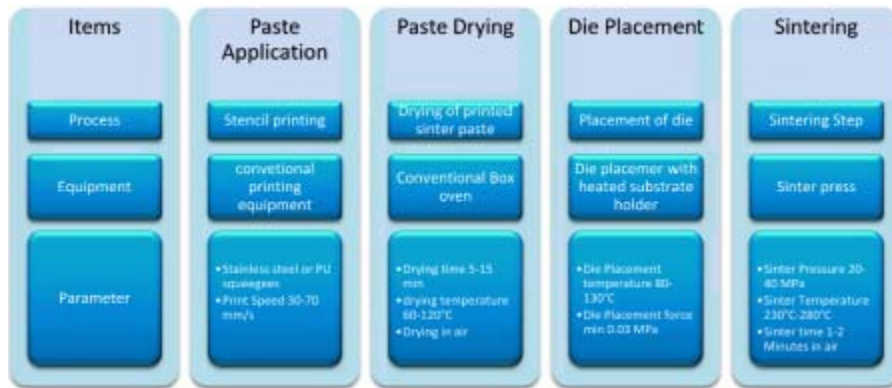 Items
Process
Equipment
Parameter
Paste
Application
Stencil printing
convetional
printing
equipment
•Stainless steel or PU
squeegees
•Print Speed 30-70
mm/s
Paste Drying
Drying of printed
sinter paste
Conventional Box
oven
•Drying time 5-15
min
•drying temperature
60-120°C
•Drying in air
Die Placement
Placement of die
Die placemer with
heated substrate
holder
•Die Placement
temperature 80-
130°C
•Die Placement force
min 0.03 MPa
Sintering
Sintering Step
Sinter press
•Sinter Pressure 20-
40 MPa
•Sinter Temperature
230°C-280°C
•Sinter time 1-2
Minutes in air